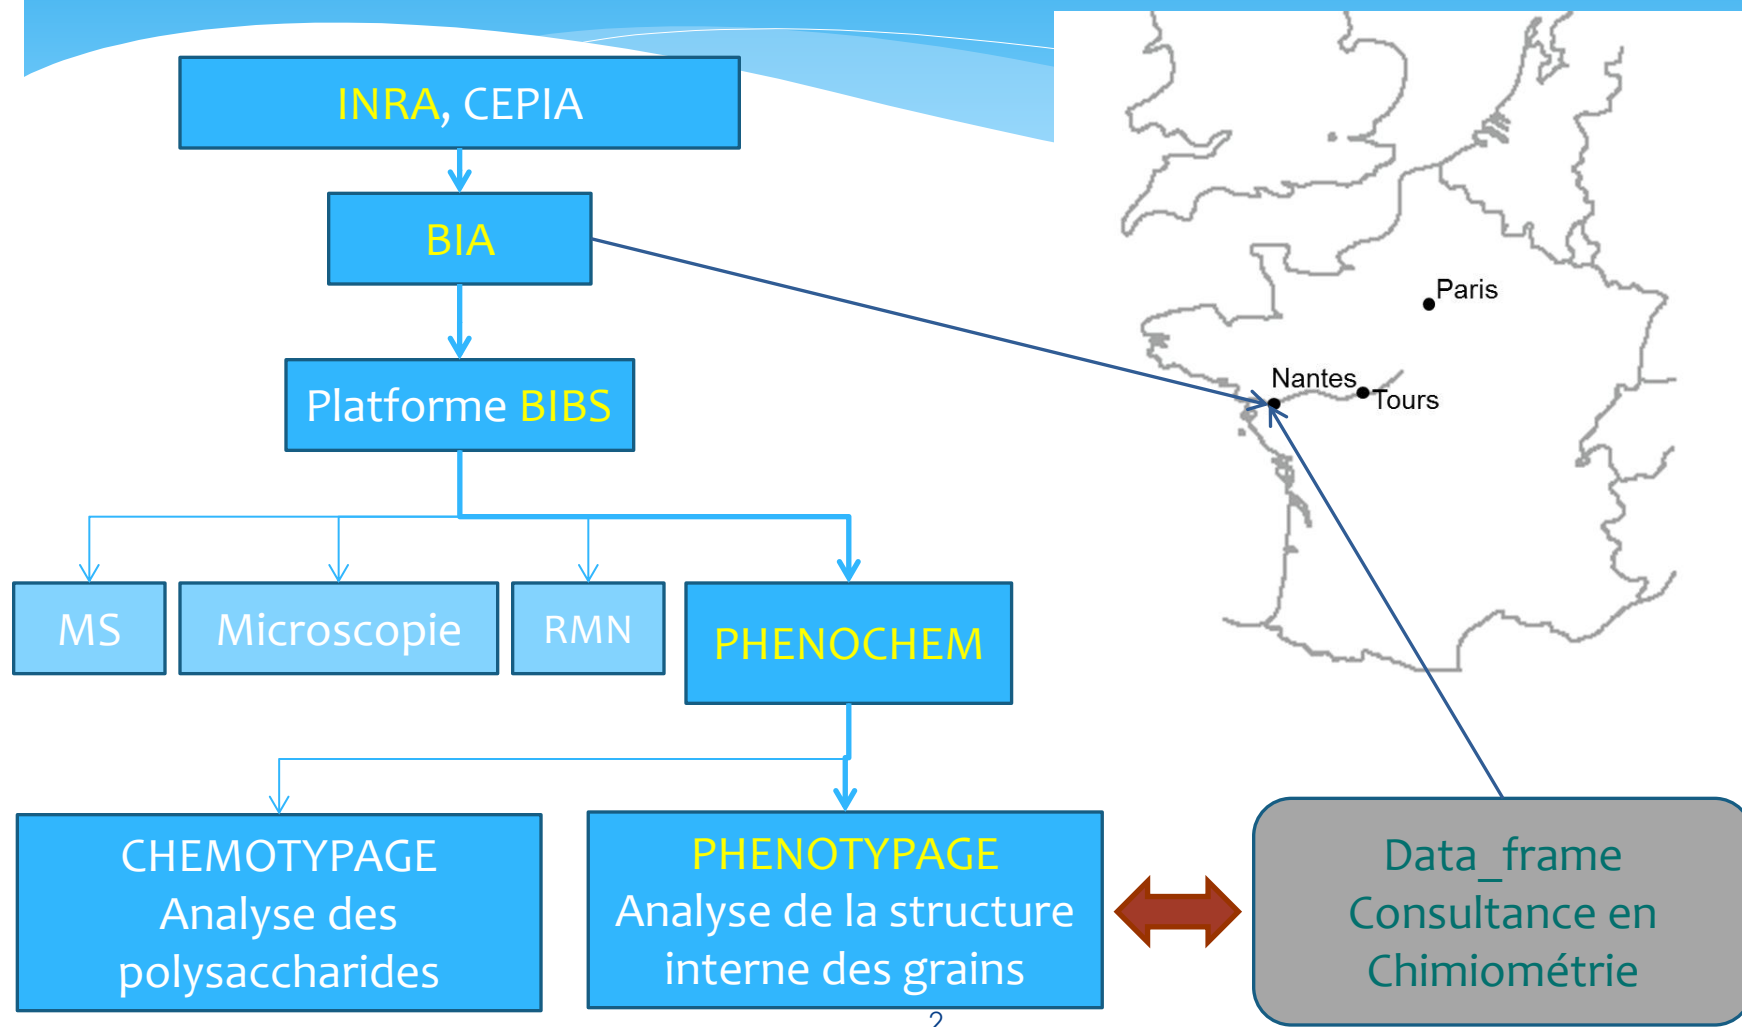 INRA, CEPIA
BIA
Platforme BIBS
MS
Microscopie
RMN
PHENOCHEM
CHEMOTYPAGE
Analyse des
polysaccharides
PHENOTYPAGE
Analyse de la structure
interne des grains
Data_frame
Consultance en
Chimiométrie
Paris
Nantes
Tours
2